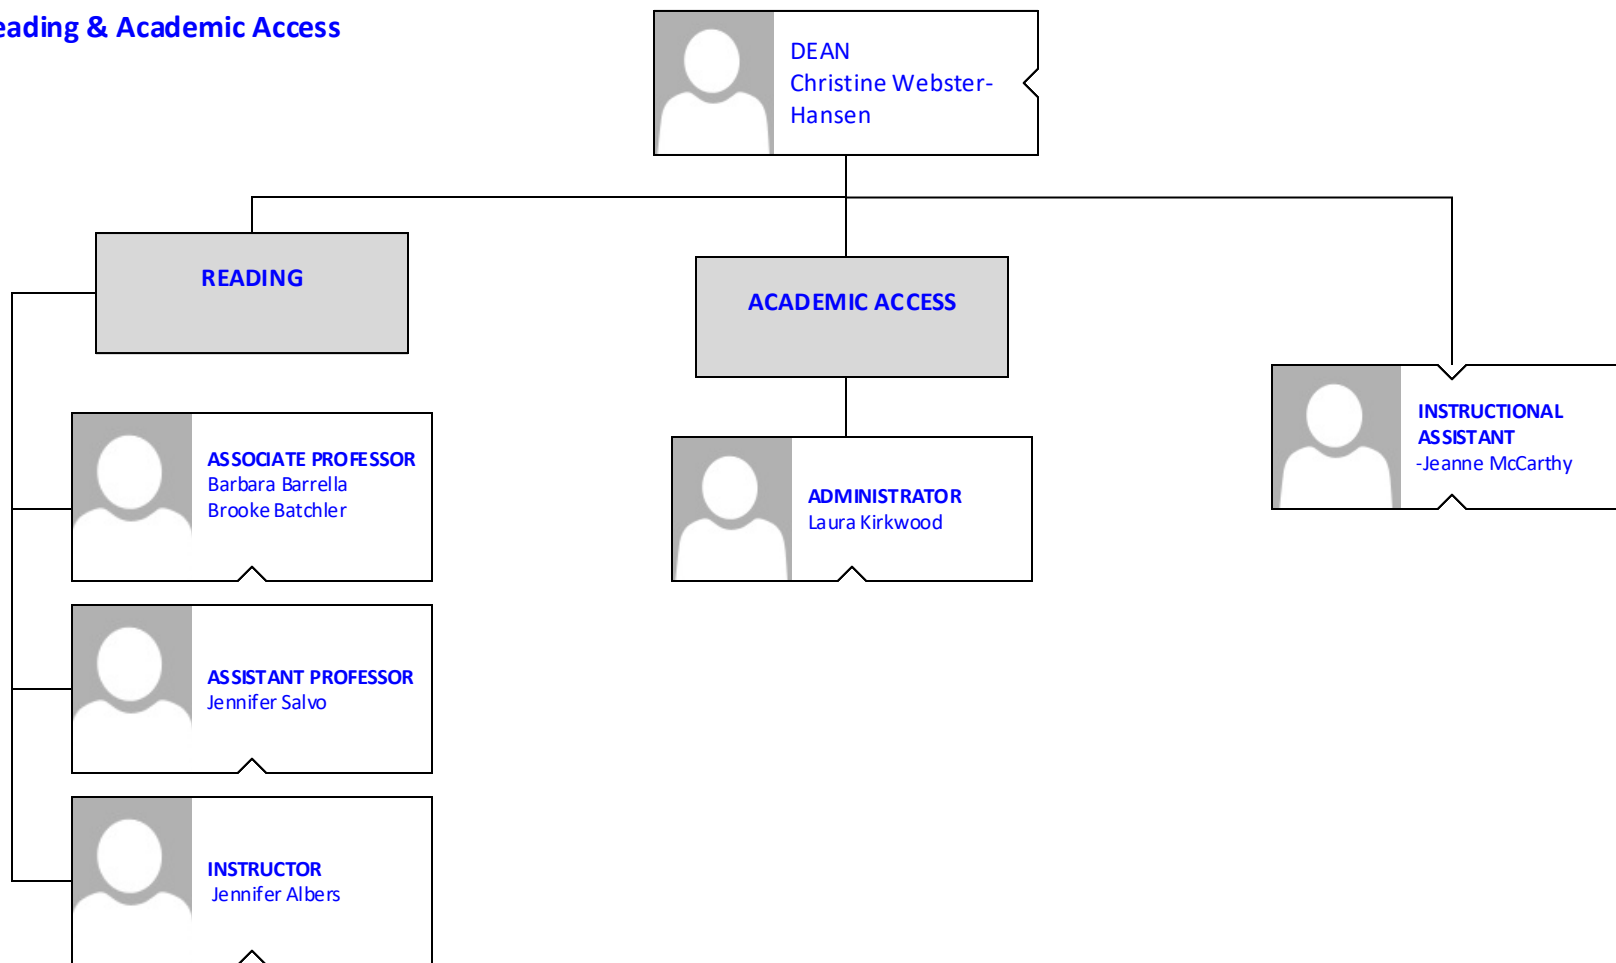 eading & Academic Access
DEAN
Christine Webster-
Hansen
READING
ACADEMIC ACCESS
ASSOCIATE PROFESSOR
Barbara Barrella
Brooke Batchler
ADMINISTRATOR
Laura Kirkwood
INSTRUCTIONAL
ASSISTANT
-Jeanne McCarthy
ASSISTANT PROFESSOR
Jennifer Salvo
INSTRUCTOR
Jennifer Albers